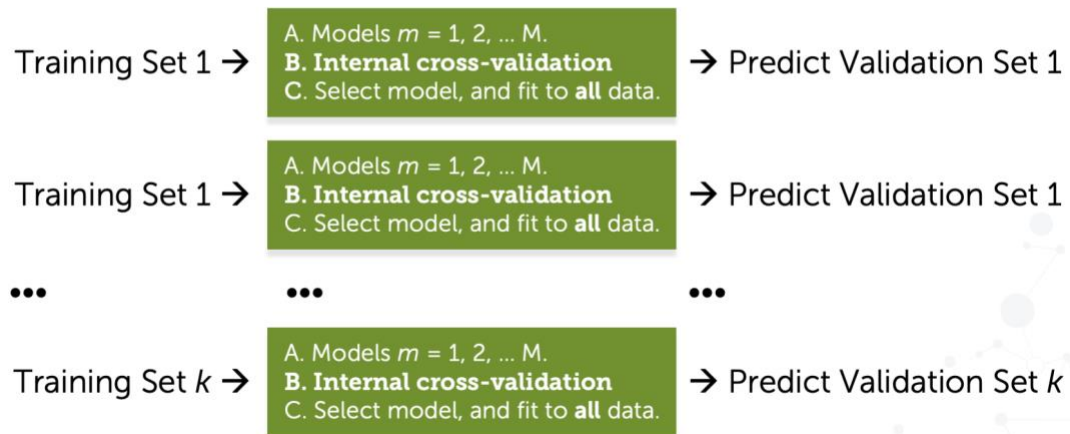 A. Models m = 1, 2, ... M.
Training Set 1 → B. Internal cross-validation → Predict Validation Set 1
C. Select model, and fit to all data.
A. Models m = 1, 2, ... M.
Training Set 1 → B. Internal cross-validation → Predict Validation Set 1
C. Select model, and fit to all data.
••• ••• •••
A. Models m = 1, 2, ... M.
Training Set k → B. Internal cross-validation → Predict Validation Set k
C. Select model, and fit to all data.